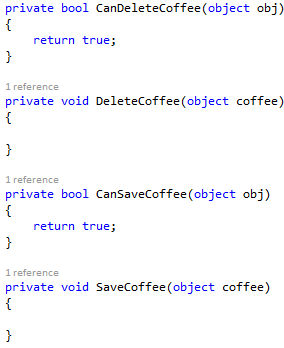 private bool CanDeleteCoffee(object obj)
{
    return true;
}
1 reference
private void DeleteCoffee(object coffee)
{
}
1 reference
private bool CanSaveCoffee(object obj)
{
    return true;
}
1 reference
private void SaveCoffee(object coffee)
{
}